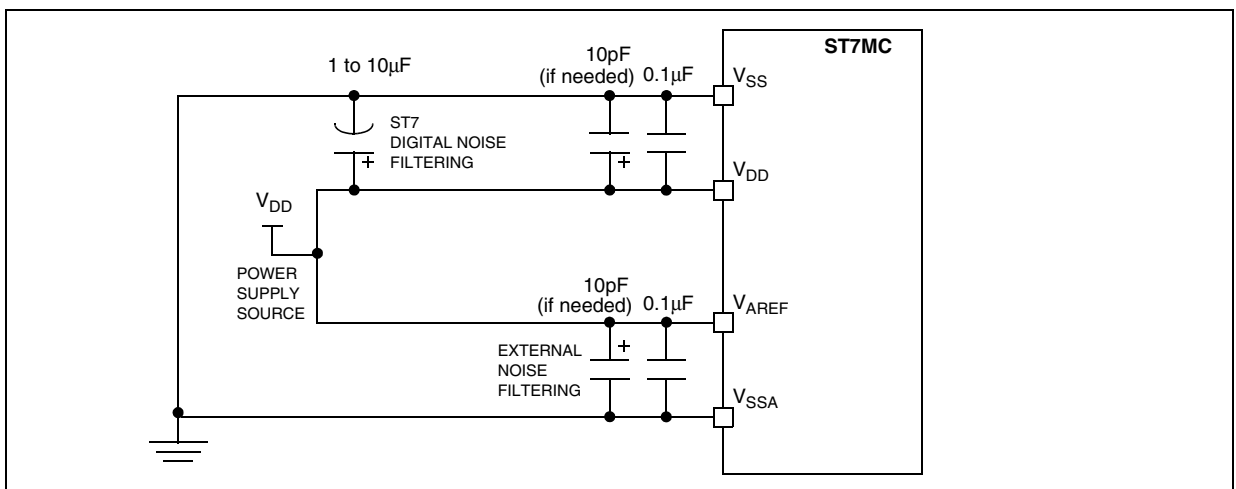 ST7MC
10pF
(if needed) 0.1μF
1 to 10μF
VSS
ST7
DIGITAL NOISE
FILTERING
+
+
VDD
VDD
POWER
SUPPLY
SOURCE
10pF
(if needed) 0.1μF
VAREF
EXTERNAL
NOISE
FILTERING
+
VSSA